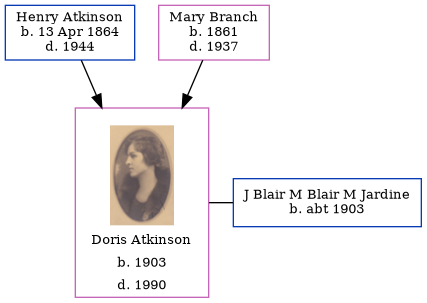 Henry Atkinson
b. 13 Apr 1864
d. 1944
Mary Branch
b. 1861
d. 1937
Doris Atkinson
b. 1903
d. 1990
J Blair M Blair M Jardine
b. abt 1903